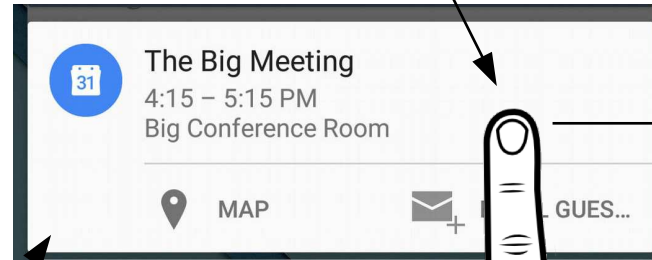 31
The Big Meeting
4:15 – 5:15 PM
Big Conference Room
MAP
GUES...